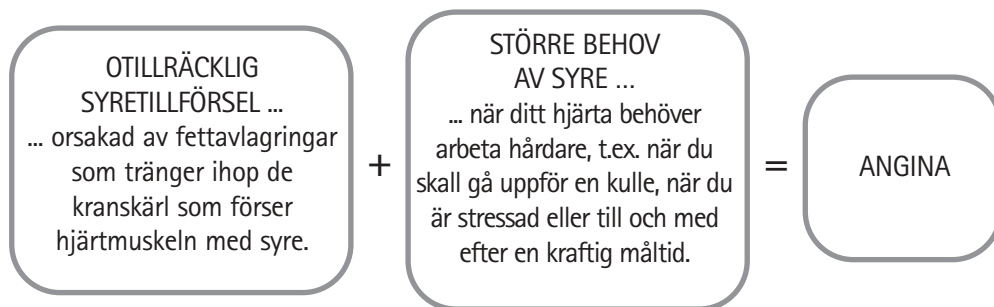 OTILLRÄCKLIG
SYRETILLFÖRSEL ...
... orsakad av fettavlagringar
som tränger ihop de
kranskärl som förser
hjärtmuskeln med syre.
+
STÖRRE BEHOV
AV SYRE ...
... när ditt hjärta behöver
arbeta hårdare, t.ex. när du
skall gå uppför en kulle, när du
är stressad eller till och med
efter en kraftig måltid.
=
ANGINA